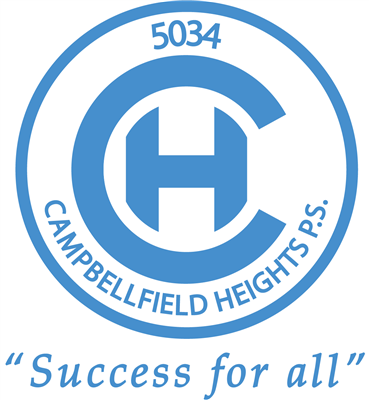 5034
CH
CAMPBELLFIELD HEIGHTS P.S.
"Success for all"